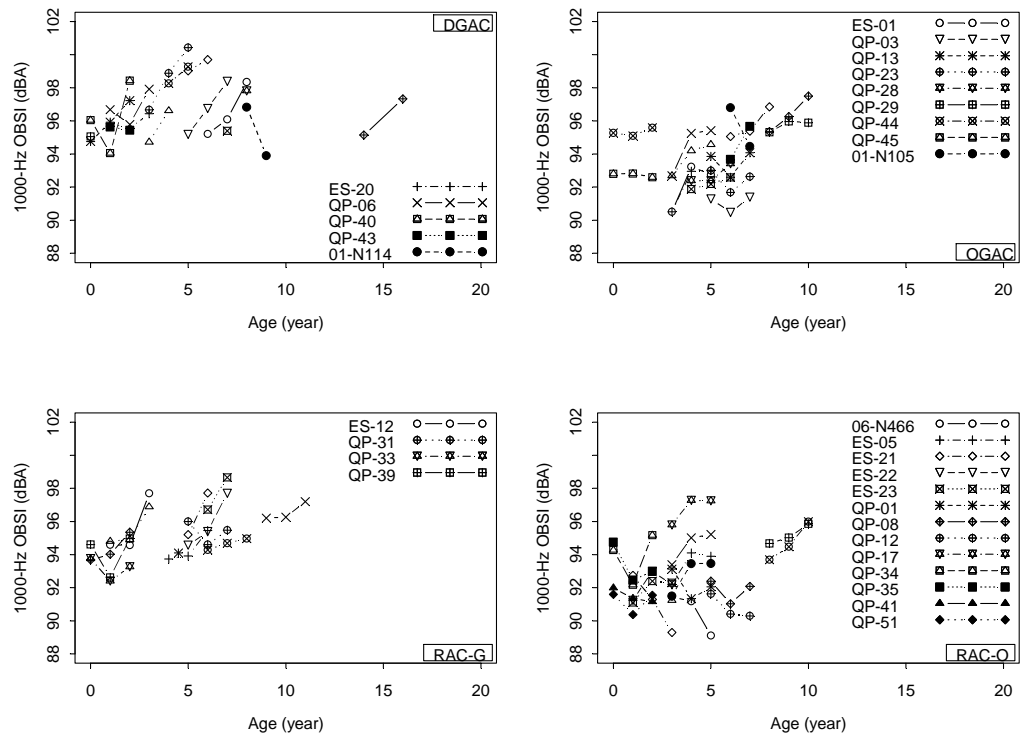 DGAC
1000-Hz OBSI (dBA)
88 90 92 94 96 98 102
ES-20
QP-06
QP-40
QP-43
01-N114
0 5 10 15 20
Age (year)
OGAC
1000-Hz OBSI (dBA)
88 90 92 94 96 98 102
ES-01
QP-03
QP-13
QP-23
QP-28
QP-29
QP-44
QP-45
01-N105
0 5 10 15 20
Age (year)
RAC-G
1000-Hz OBSI (dBA)
88 90 92 94 96 98 102
ES-12
QP-31
QP-33
QP-39
0 5 10 15 20
Age (year)
RAC-O
1000-Hz OBSI (dBA)
88 90 92 94 96 98 102
06-N466
ES-05
ES-21
ES-22
ES-23
QP-01
QP-08
QP-12
QP-17
QP-34
QP-35
QP-41
QP-51
0 5 10 15 20
Age (year)